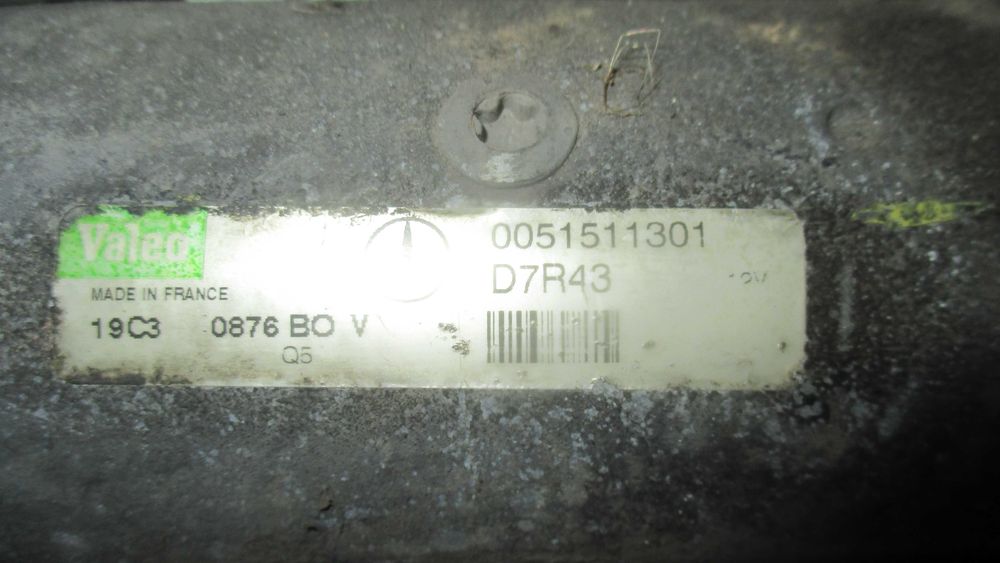 Valeo
0051511301
D7R43
12V
MADE IN FRANCE
19C3 0876 BO V
Q5